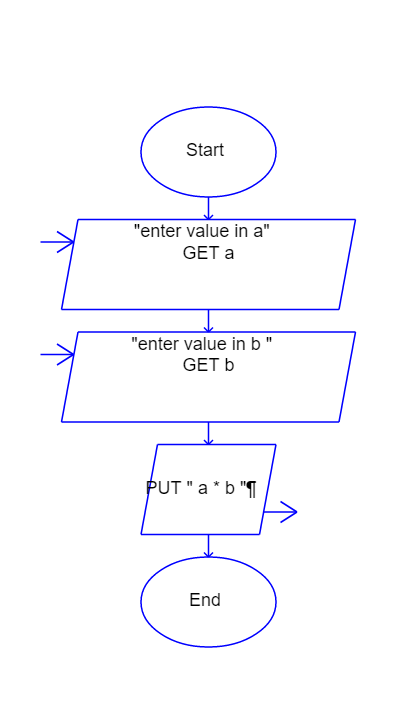 Start
"enter value in a"
GET a
"enter value in b "
GET b
PUT " a * b "¶
End